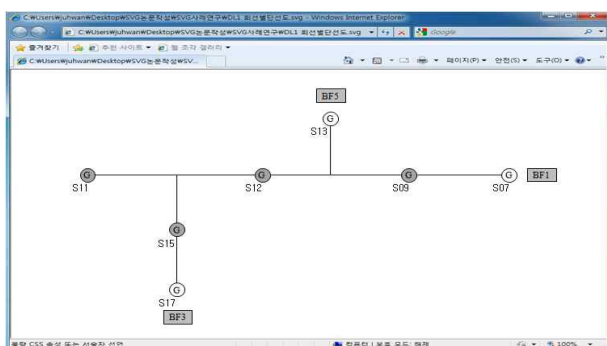 C:₩Users₩juhwan₩Desktop₩SVG논문작성₩SVG사례연구₩DL1 회선별단선도.svg - Windows Internet Explorer
C:₩Users₩juhwan₩Desktop₩SVG논문작성₩SVG사례연구₩DL1 회선별단선도.svg
Google
즐겨찾기 추천 사이트 웹 조각 갤러리
C:₩Users₩juhwan₩Desktop₩SVG논문작성₩SV...
페이지(P) 안전(S) 도구(O)
BF5
G
S13
G
S11
G
S12
G
S09
G
S07
BF1
G
S15
G
S17
BF3
컴퓨터 | 보호 모드: 해제
100%